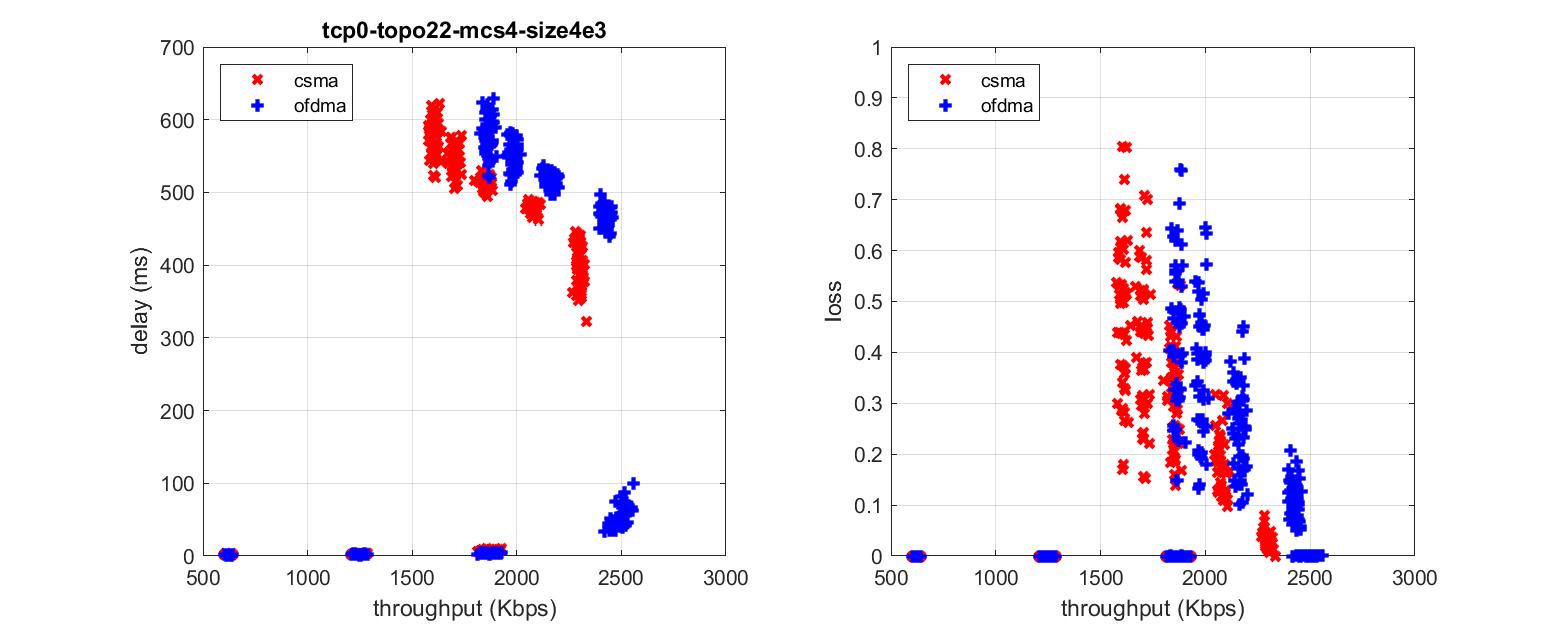 tcp0-topo22-mcs4-size4e3
700
600
500
400
300
200
100
0
delay (ms)
csma
ofdma
500 1000 1500 2000 2500 3000
throughput (Kbps)
1
0.9
0.8
0.7
0.6
0.5
0.4
0.3
0.2
0.1
0
loss
csma
ofdma
500 1000 1500 2000 2500 3000
throughput (Kbps)